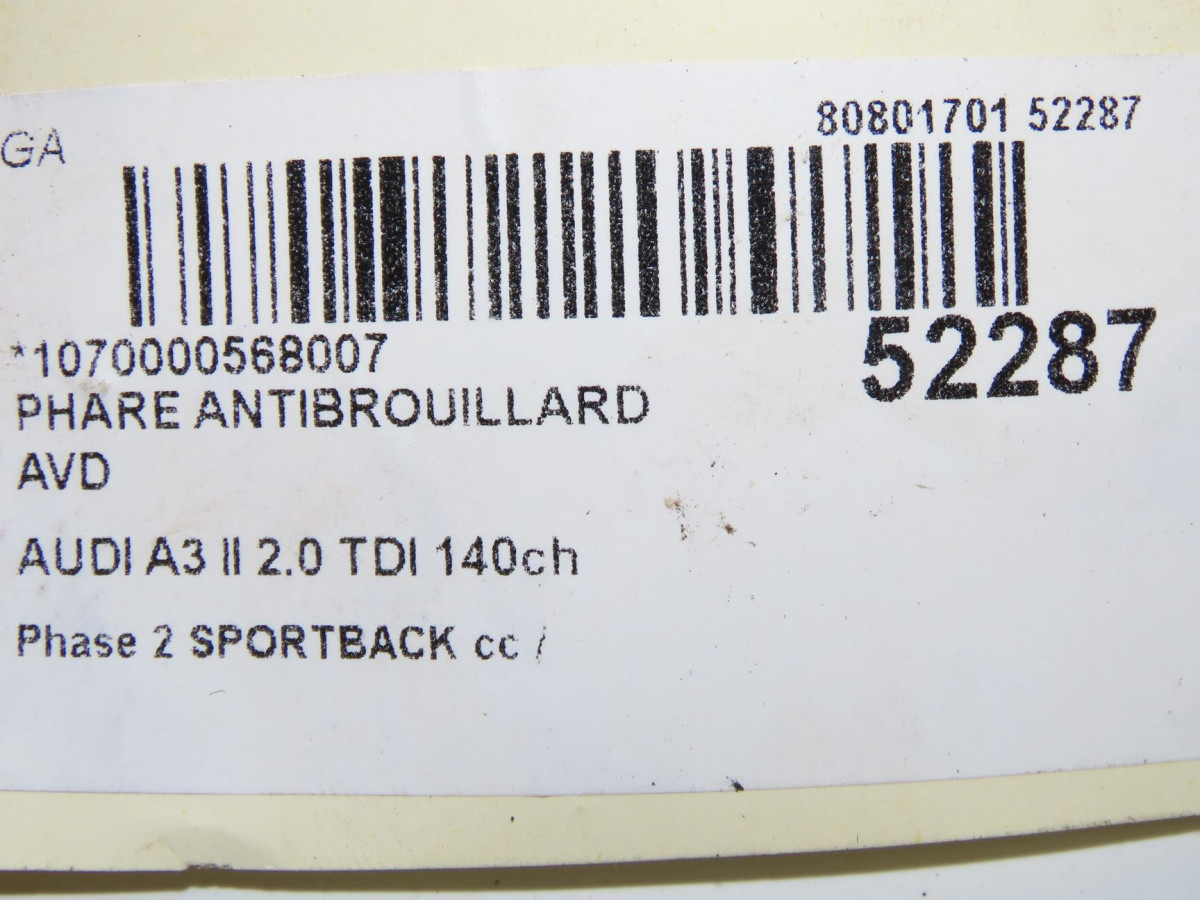 80801701 52287
GA
*1070000568007
52287
PHARE ANTIBROUILLARD
AVD
AUDI A3 II 2.0 TDI 140ch
Phase 2 SPORTBACK cc /